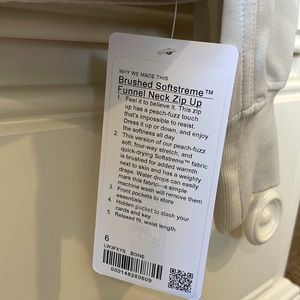 WHY WE MADE THIS
Brushed Softstreme™
Funnel Neck Zip Up
1. Feel it to believe it. This zip
up has a peach-fuzz touch
that's impossible to resist.
Dress it up or down, and enjoy
the softness all day
2. This version of our peach-fuzz
soft, four-way stretch, and
quick-drying Softstreme™ fabric
is brushed for added warmth
next to skin and has a weighty
drape. Water drops can easily
mark this fabric—a simple
machine wash will remove them
3. Front pockets to store
essentials
4. Hidden pocket to stash your
cards and key
5. Relaxed fit, waist length
6
BONE